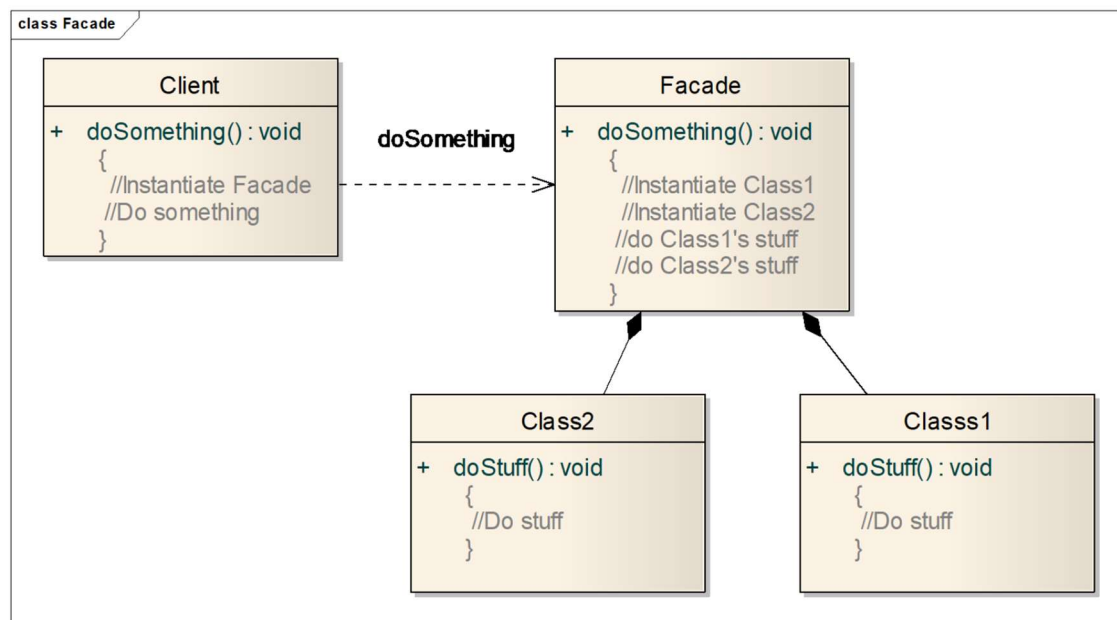 class Facade
Client
+ doSomething() : void
{
//Instantiate Facade
//Do something
}
doSomething
Facade
+ doSomething() : void
{
//Instantiate Class1
//Instantiate Class2
//do Class1's stuff
//do Class2's stuff
}
Class2
+ doStuff() : void
{
//Do stuff
}
Classs1
+ doStuff() : void
{
//Do stuff
}